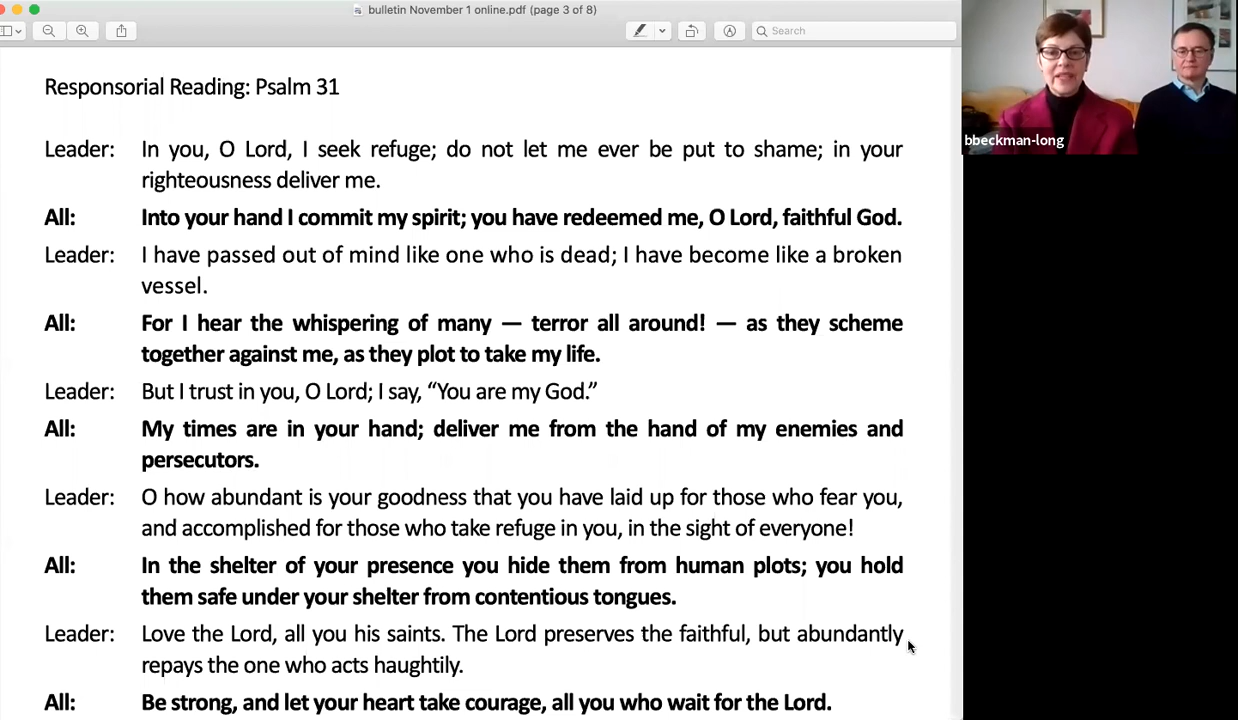 bulletin November 1 online.pdf (page 3 of 8)
Search
bbeckman-long
Responsorial Reading: Psalm 31
Leader: In you, O Lord, I seek refuge; do not let me ever be put to shame; in your
righteousness deliver me.
All: Into your hand I commit my spirit; you have redeemed me, O Lord, faithful God.
Leader: I have passed out of mind like one who is dead; I have become like a broken
vessel.
All: For I hear the whispering of many — terror all around! — as they scheme
together against me, as they plot to take my life.
Leader: But I trust in you, O Lord; I say, “You are my God.”
All: My times are in your hand; deliver me from the hand of my enemies and
persecutors.
Leader: O how abundant is your goodness that you have laid up for those who fear you,
and accomplished for those who take refuge in you, in the sight of everyone!
All: In the shelter of your presence you hide them from human plots; you hold
them safe under your shelter from contentious tongues.
Leader: Love the Lord, all you his saints. The Lord preserves the faithful, but abundantly
repays the one who acts haughtily.
All: Be strong, and let your heart take courage, all you who wait for the Lord.